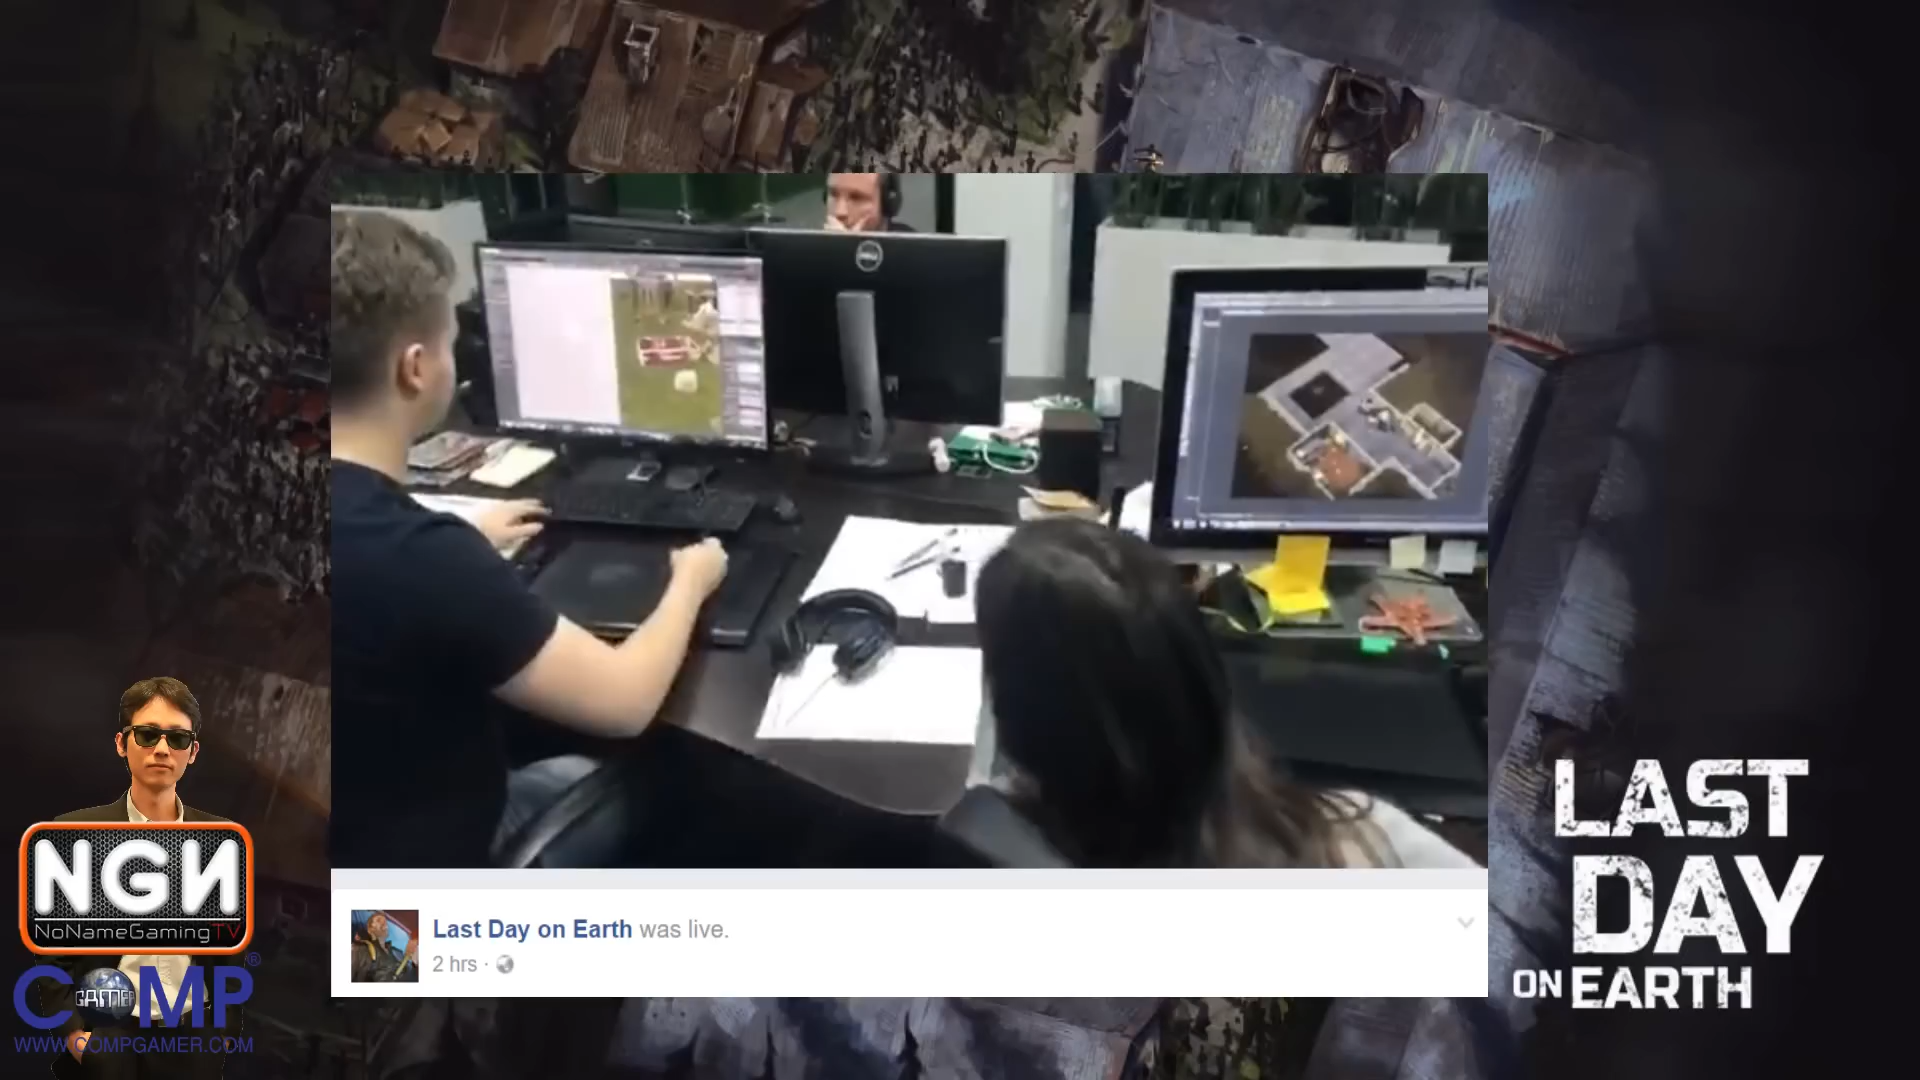 DELL
Last Day on Earth was live.
2 hrs ·
LAST
DAY
ON EARTH
NGN
NoNameGamingTV
COMP®
GAMER
WWW.COMPGAMER.COM